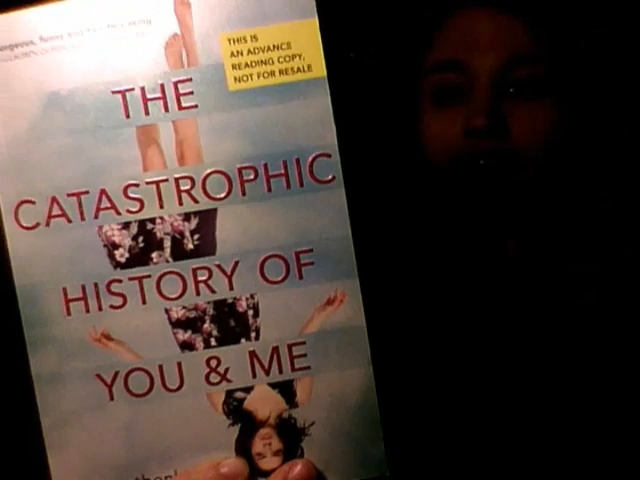 THIS IS
AN ADVANCE
READING COPY,
NOT FOR RESALE
THE
CATASTROPHIC
HISTORY OF
YOU & ME